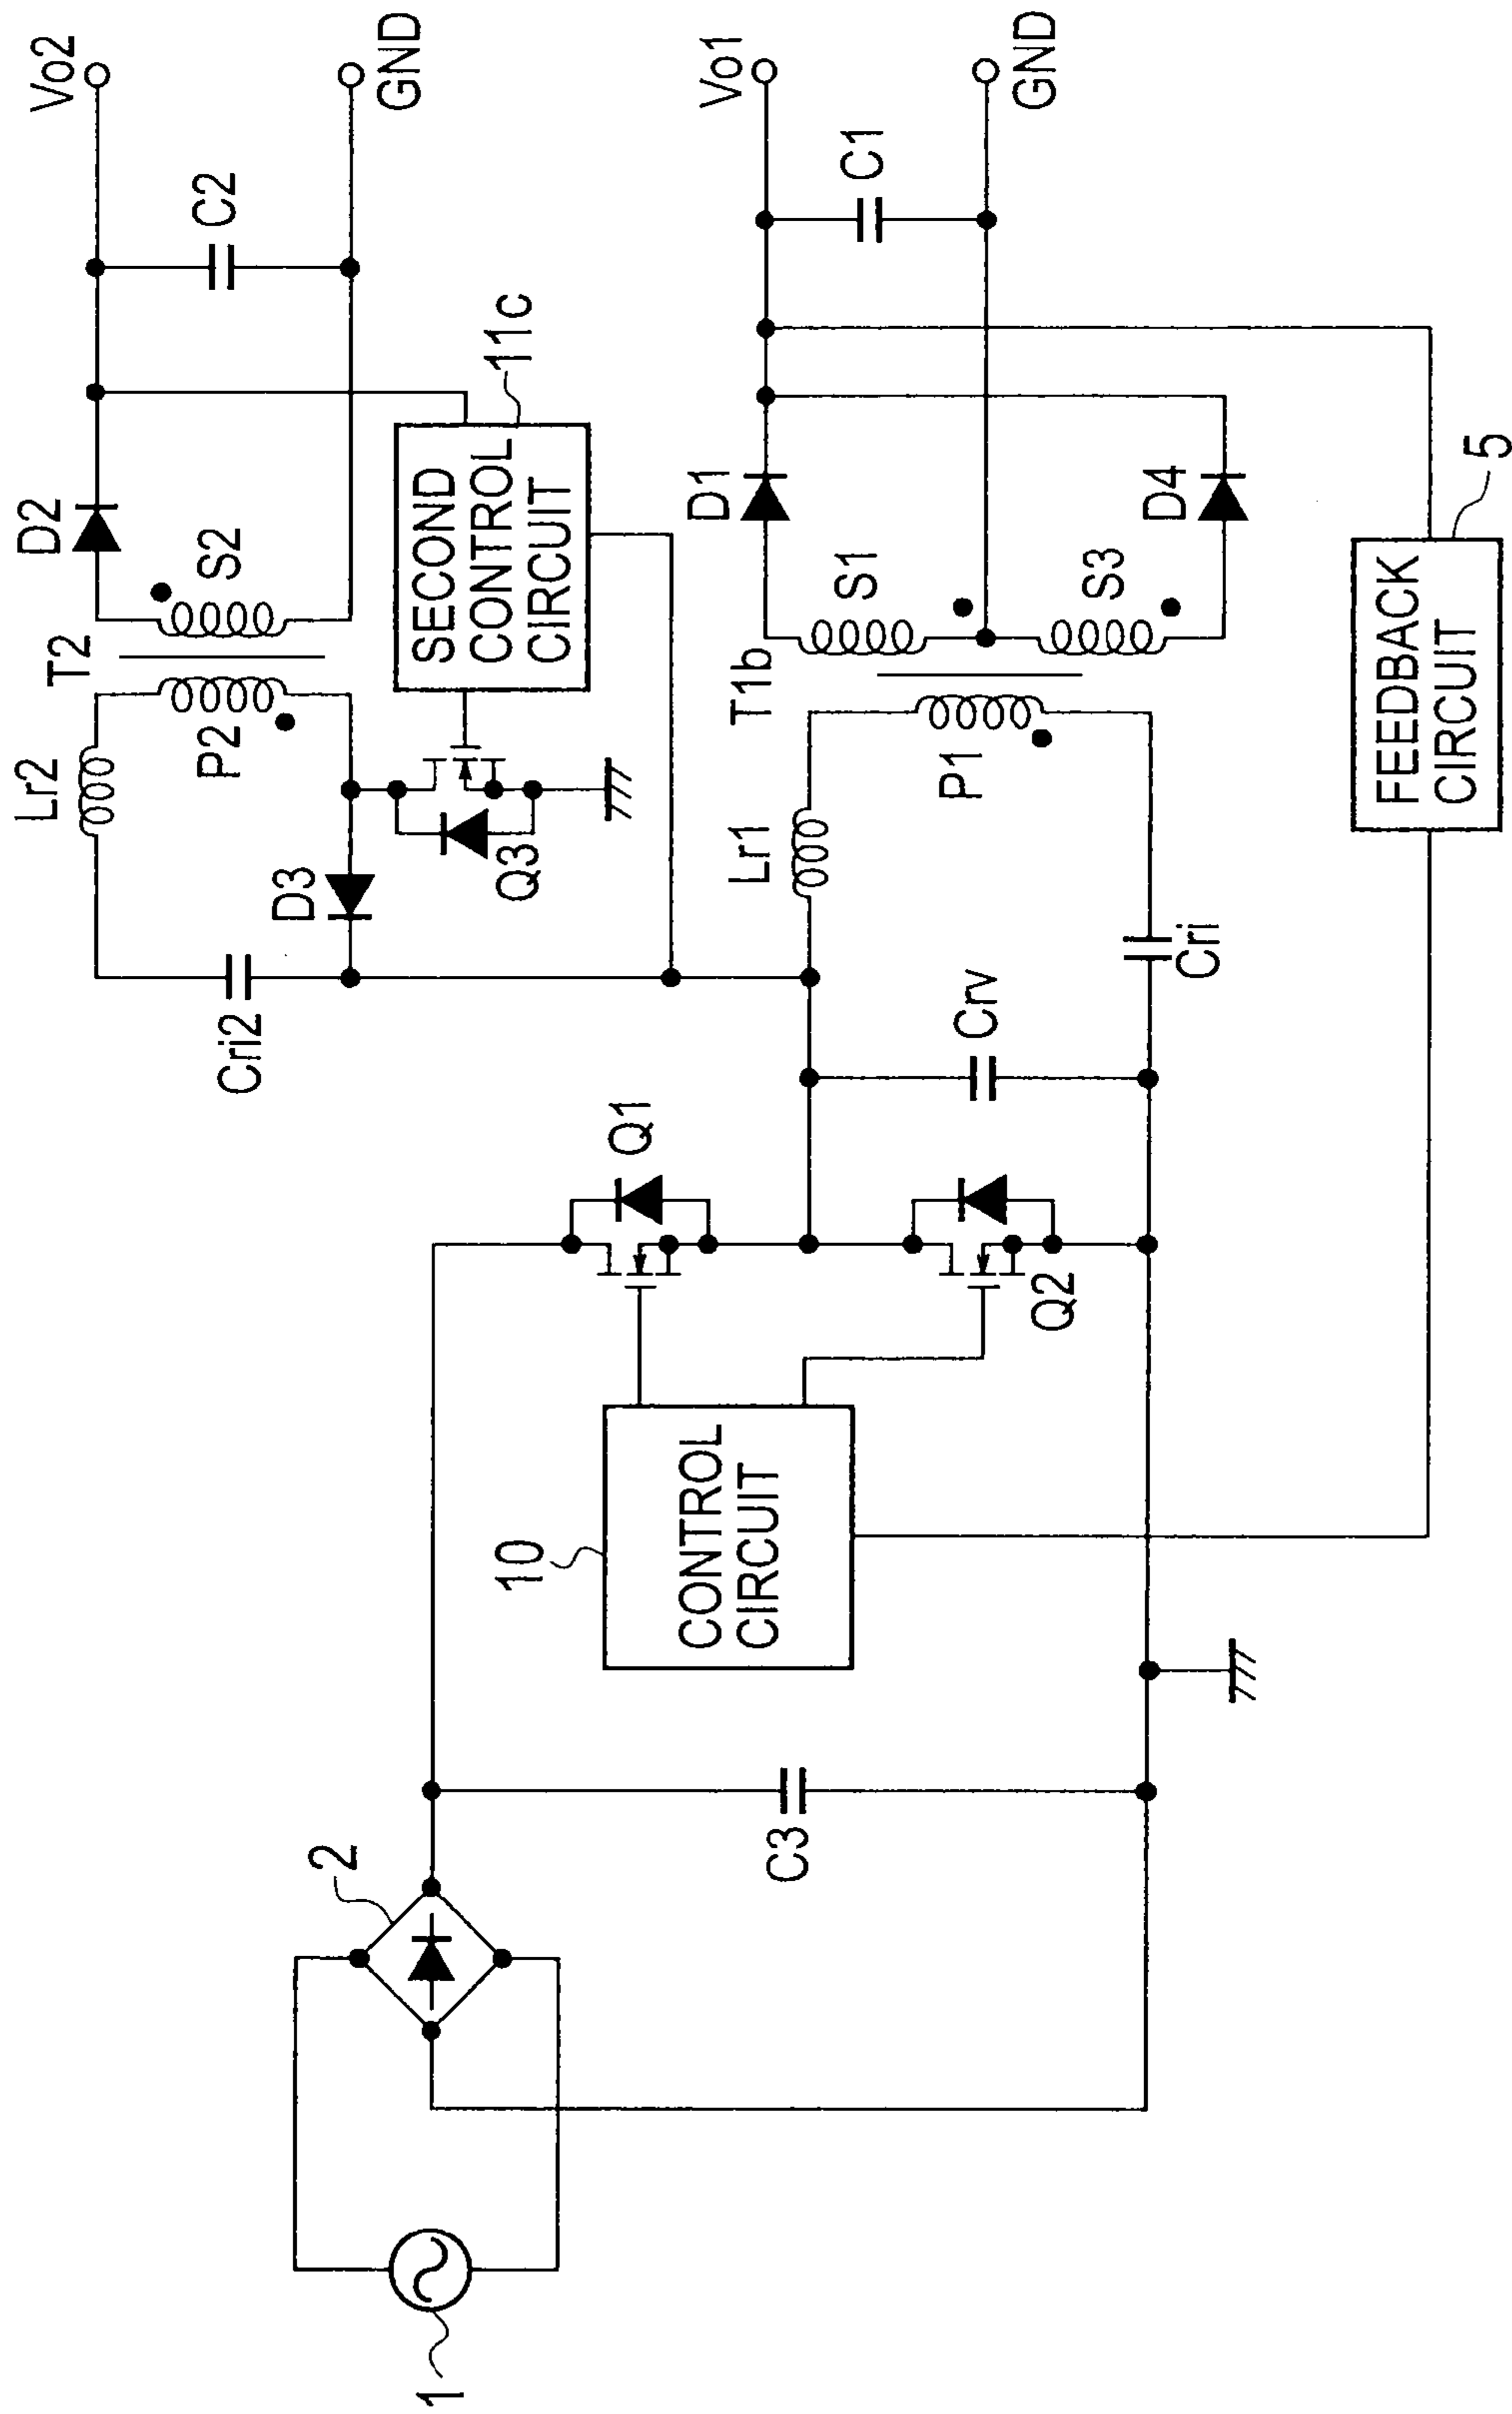 1
2
C3
10
CONTROL
CIRCUIT
Q1
Q2
Crv
Cri
Cri2
Lr2
D3
Q3
P2
T2
S2
D2
SECOND
CONTROL
CIRCUIT
11c
C2
Vo2
GND
Lr1
P1
T1b
S1
S3
D1
D4
C1
Vo1
GND
FEEDBACK
CIRCUIT
5